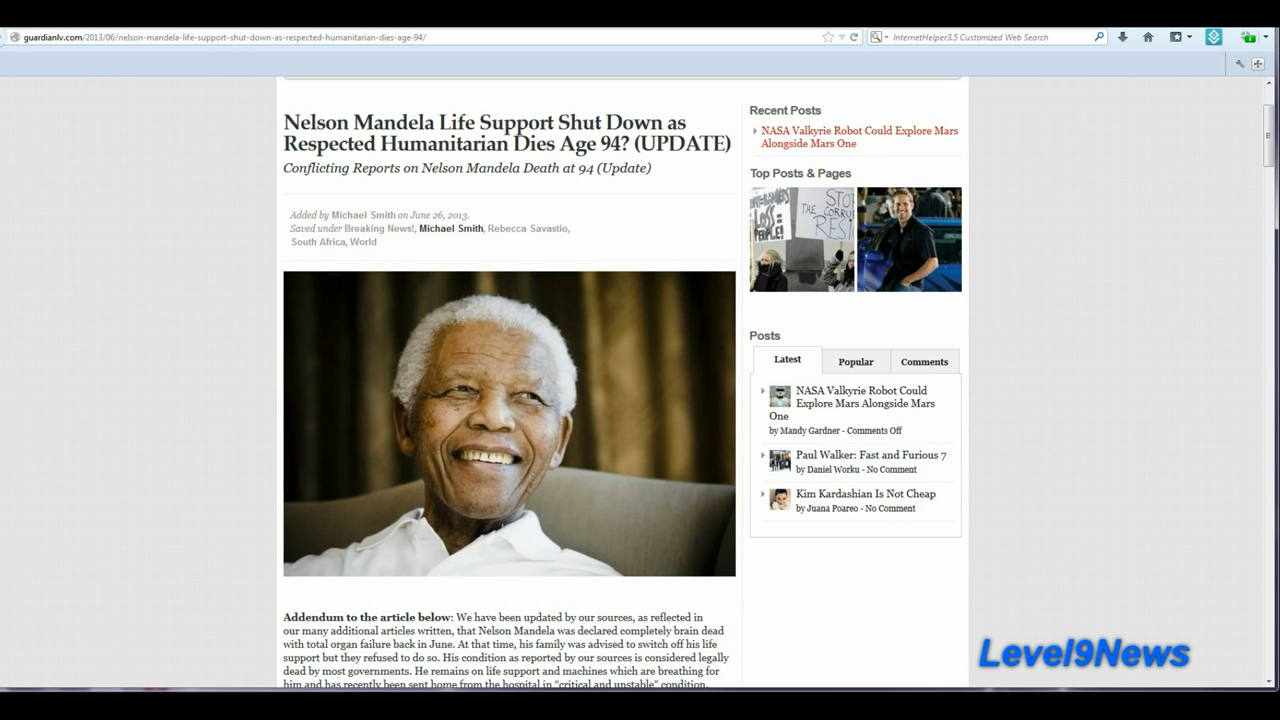 guardianlv.com/2013/06/nelson-mandela-life-support-shut-down-as-respected-humanitarian-dies-age-94/
InternetHelper3.5 Customized Web Search
Nelson Mandela Life Support Shut Down as
Respected Humanitarian Dies Age 94? (UPDATE)
Conflicting Reports on Nelson Mandela Death at 94 (Update)
Added by Michael Smith on June 26, 2013.
Saved under Breaking News!, Michael Smith, Rebecca Savastio,
South Africa, World
Addendum to the article below: We have been updated by our sources, as reflected in
our many additional articles written, that Nelson Mandela was declared completely brain dead
with total organ failure back in June. At that time, his family was advised to switch off his life
support but they refused to do so. His condition as reported by our sources is considered legally
dead by most governments. He remains on life support and machines which are breathing for
him and has recently been sent home from the hospital in "critical and unstable" condition.
Recent Posts
NASA Valkyrie Robot Could Explore Mars
Alongside Mars One
Top Posts & Pages
LOSS =
PEOPLE!
STOP
THE CORRUP
Posts
Latest
Popular
Comments
NASA Valkyrie Robot Could
Explore Mars Alongside Mars
One
by Mandy Gardner - Comments Off
Paul Walker: Fast and Furious 7
by Daniel Worku - No Comment
Kim Kardashian Is Not Cheap
by Juana Poareo - No Comment
Level9News